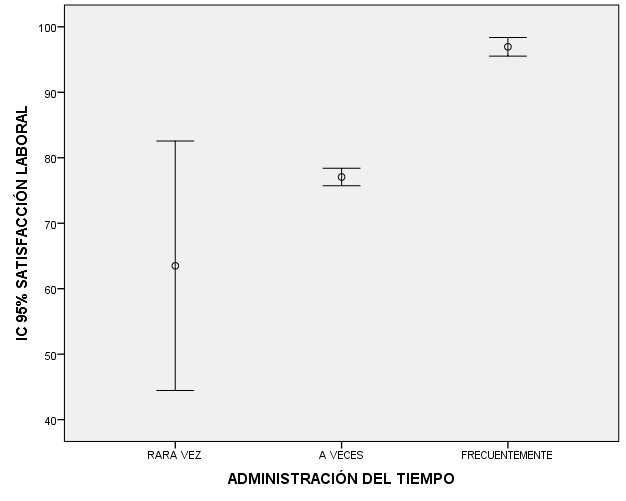 IC 95% SATISFACCIÓN LABORAL
100
90
80
70
60
50
40
RARA VEZ
A VECES
FRECUENTEMENTE
ADMINISTRACIÓN DEL TIEMPO